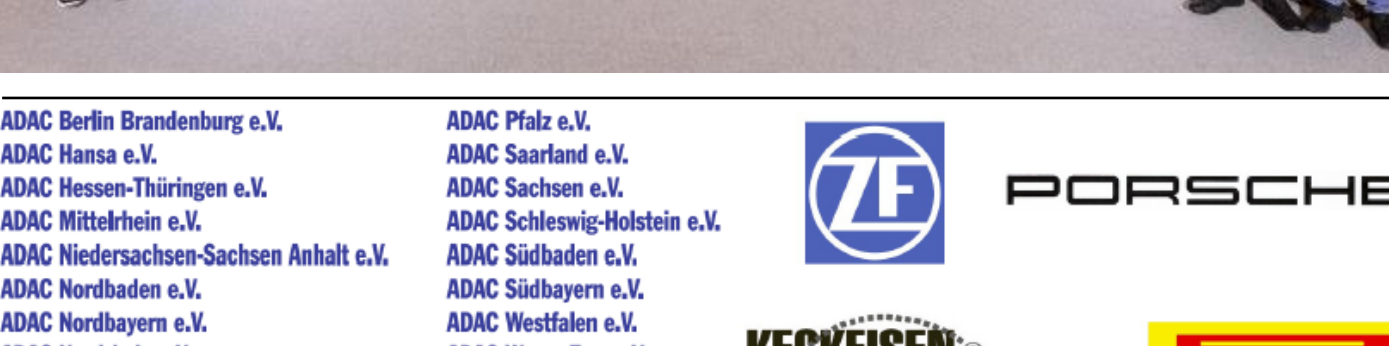 ADAC Berlin Brandenburg e.V.
ADAC Hansa e.V.
ADAC Hessen-Thüringen e.V.
ADAC Mittelrhein e.V.
ADAC Niedersachsen-Sachsen Anhalt e.V.
ADAC Nordbaden e.V.
ADAC Nordbayern e.V.
ADAC Pfalz e.V.
ADAC Saarland e.V.
ADAC Sachsen e.V.
ADAC Schleswig-Holstein e.V.
ADAC Südbaden e.V.
ADAC Südbayern e.V.
ADAC Westfalen e.V.
ZF
PORSCHE
KECKEISEN